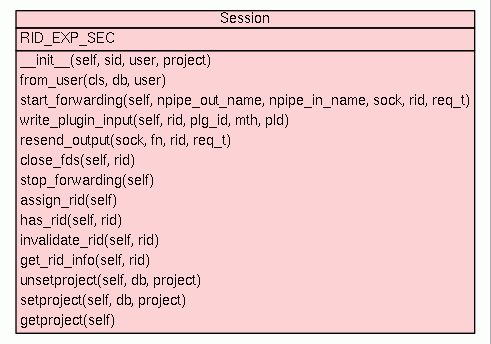 Session
RID_EXP_SEC
__init__(self, sid, user, project)
from_user(cls, db, user)
start_forwarding(self, npipe_out_name, npipe_in_name, sock, rid, req_t)
write_plugin_input(self, rid, plg_id, mth, pld)
resend_output(sock, fn, rid, req_t)
close_fds(self, rid)
stop_forwarding(self)
assign_rid(self)
has_rid(self, rid)
invalidate_rid(self, rid)
get_rid_info(self, rid)
unsetproject(self, db, project)
setproject(self, db, project)
getproject(self)